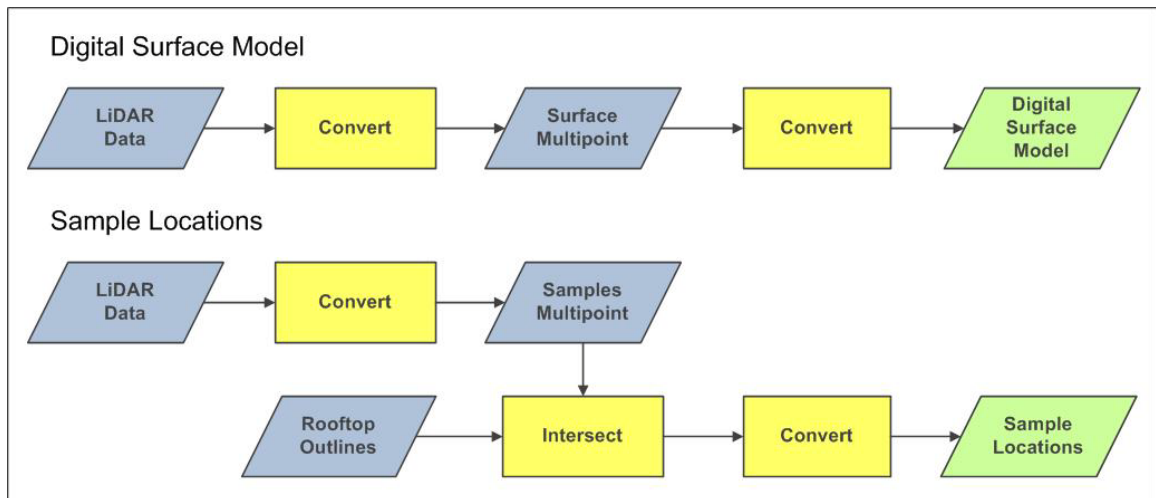 Digital Surface Model
LiDAR
Data
Convert
Surface
Multipoint
Convert
Digital
Surface
Model
Sample Locations
LiDAR
Data
Convert
Samples
Multipoint
Rooftop
Outlines
Intersect
Convert
Sample
Locations